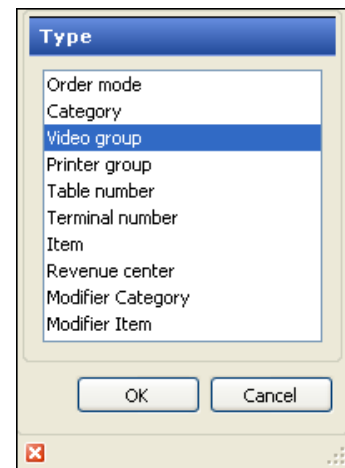 Type
Order mode
Category
Video group
Printer group
Table number
Terminal number
Item
Revenue center
Modifier Category
Modifier Item
OK Cancel